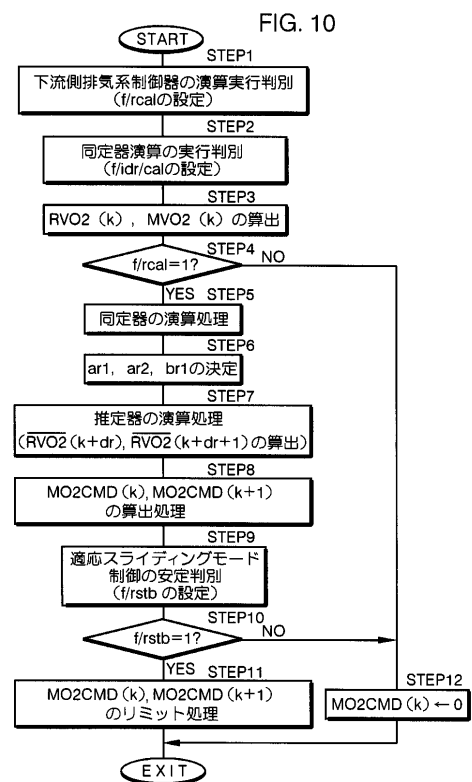 FIG. 10
START
STEP1
下流側排気系制御器の演算実行判別
(f/rcalの設定)
STEP2
同定器演算の実行判別
(f/idr/calの設定)
STEP3
RVO2 (k) , MVO2 (k) の算出
STEP4
f/rcal=1?
NO
YES
STEP5
同定器の演算処理
STEP6
ar1, ar2, br1の決定
STEP7
推定器の演算処理
(RVO2 (k+dr), RVO2 (k+dr+1) の算出)
STEP8
MO2CMD (k), MO2CMD (k+1)
の算出処理
STEP9
適応スライディングモード
制御の安定判別
(f/rstb の設定)
STEP10
f/rstb=1?
NO
YES
STEP11
MO2CMD (k), MO2CMD (k+1)
のリミット処理
STEP12
MO2CMD (k) ← 0
EXIT